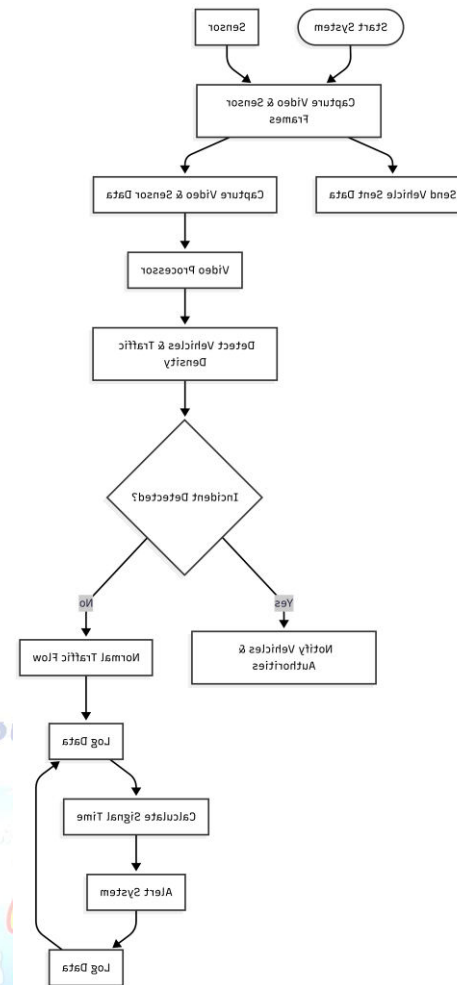 Start System
Sensor
Capture Video & Sensor
Frames
Send Vehicle Sent Data
Capture Video & Sensor Data
Video Processor
Detect Vehicles & Traffic
Density
Incident Detected?
Yes
No
Notify Vehicles &
Authorities
Normal Traffic Flow
Log Data
Calculate Signal Time
Alert System
Log Data